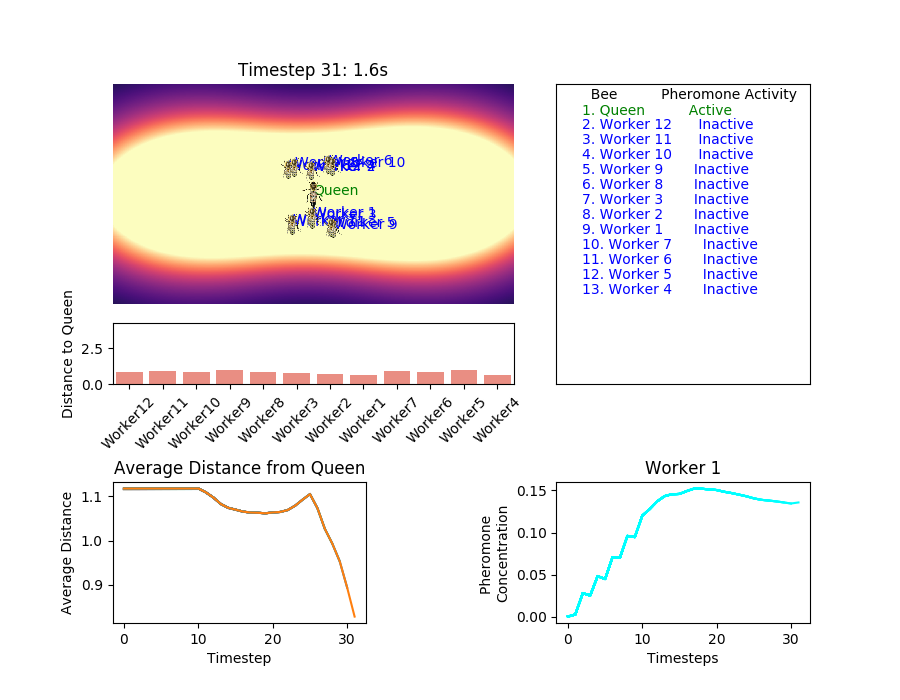 Timestep 31: 1.6s
Worker 6
Worker 10
Worker 2
Queen
Worker 1
Worker 3
Worker 5
Worker 9
Bee Pheromone Activity
1. Queen Active
2. Worker 12 Inactive
3. Worker 11 Inactive
4. Worker 10 Inactive
5. Worker 9 Inactive
6. Worker 8 Inactive
7. Worker 3 Inactive
8. Worker 2 Inactive
9. Worker 1 Inactive
10. Worker 7 Inactive
11. Worker 6 Inactive
12. Worker 5 Inactive
13. Worker 4 Inactive
Distance to Queen
2.5
0.0
Worker12 Worker11 Worker10 Worker9 Worker8 Worker3 Worker2 Worker1 Worker7 Worker6 Worker5 Worker4
Average Distance from Queen
Average Distance
1.1
1.0
0.9
0 10 20 30
Timestep
Worker 1
Pheromone
Concentration
0.15
0.10
0.05
0.00
0 10 20 30
Timesteps